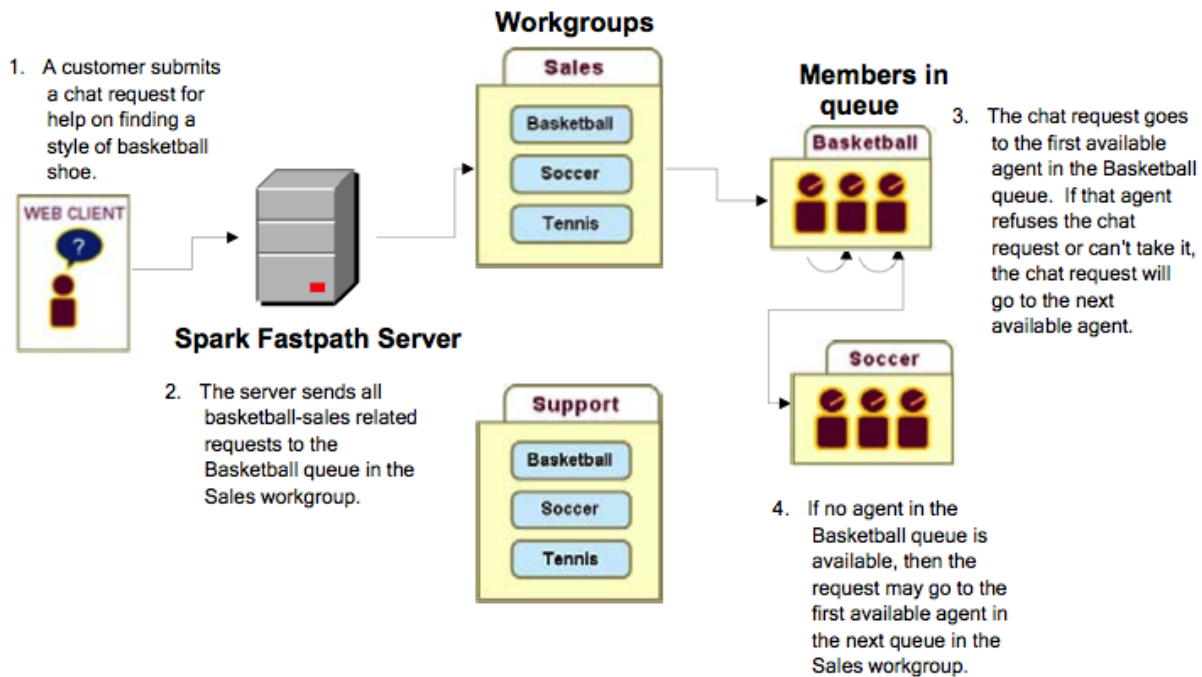 Workgroups
1. A customer submits
a chat request for
help on finding a
style of basketball
shoe.
WEB CLIENT
?
Spark Fastpath Server
2. The server sends all
basketball-sales related
requests to the
Basketball queue in the
Sales workgroup.
Sales
Basketball
Soccer
Tennis
Support
Basketball
Soccer
Tennis
Members in
queue
Basketball
3. The chat request goes
to the first available
agent in the Basketball
queue. If that agent
refuses the chat
request or can't take it,
the chat request will
go to the next
available agent.
Soccer
4. If no agent in the
Basketball queue is
available, then the
request may go to the
first available agent in
the next queue in the
Sales workgroup.